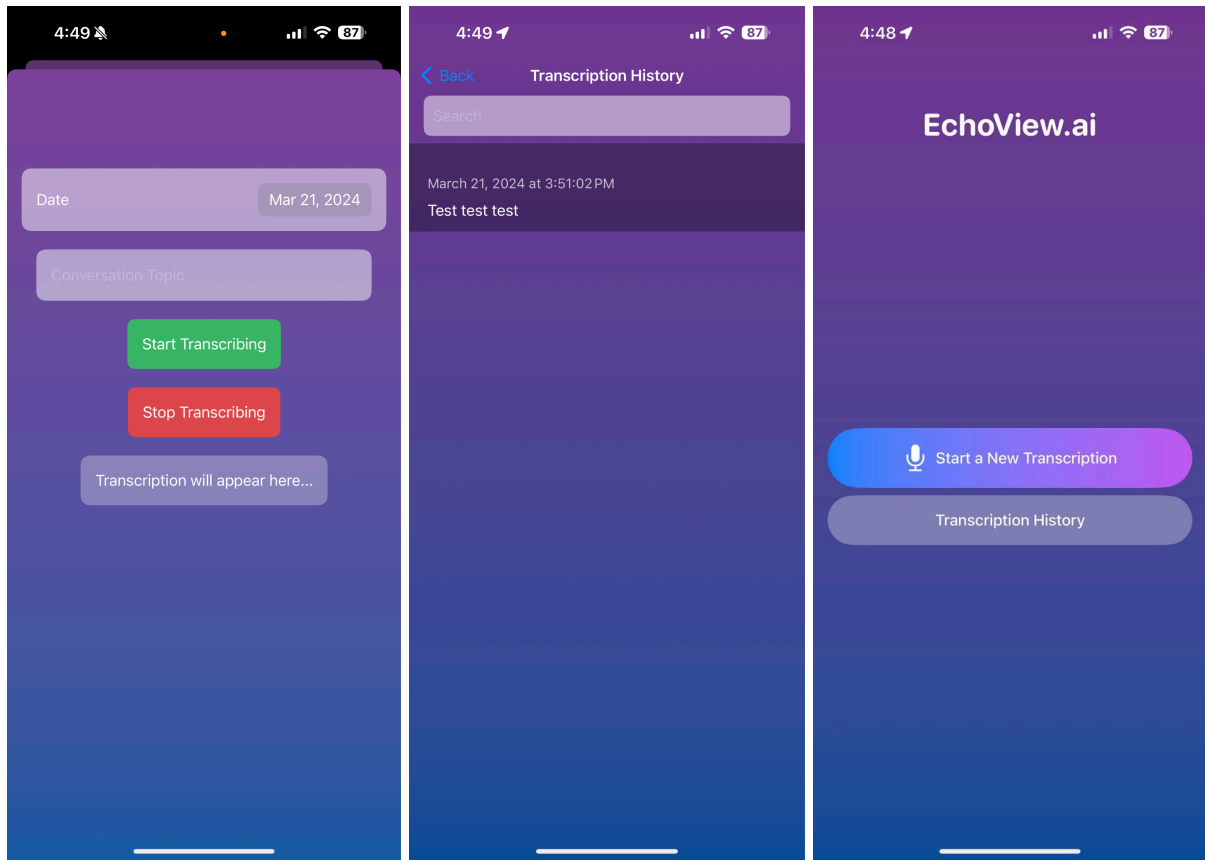 4:49
87
Date
Mar 21, 2024
Conversation Topic
Start Transcribing
Stop Transcribing
Transcription will appear here...
4:49
87
Back
Transcription History
Search
March 21, 2024 at 3:51:02 PM
Test test test
4:48
87
EchoView.ai
Start a New Transcription
Transcription History